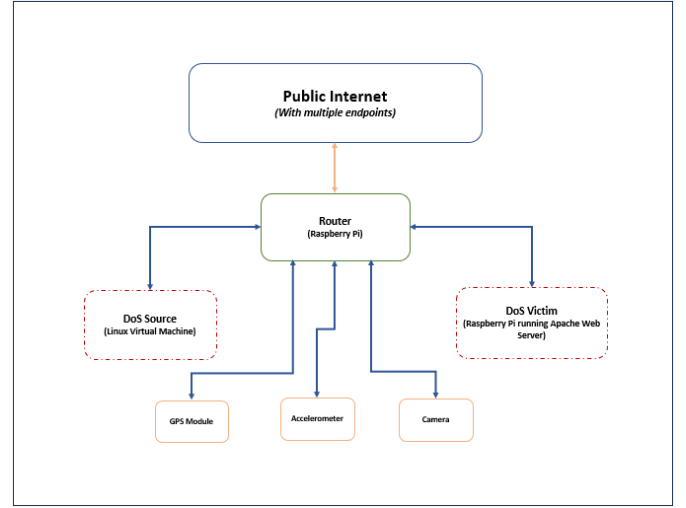 Public Internet
(With multiple endpoints)
Router
(Raspberry Pi)
DoS Source
(Linux Virtual Machine)
DoS Victim
(Raspberry Pi running Apache Web
Server)
GPS Module
Accelerometer
Camera